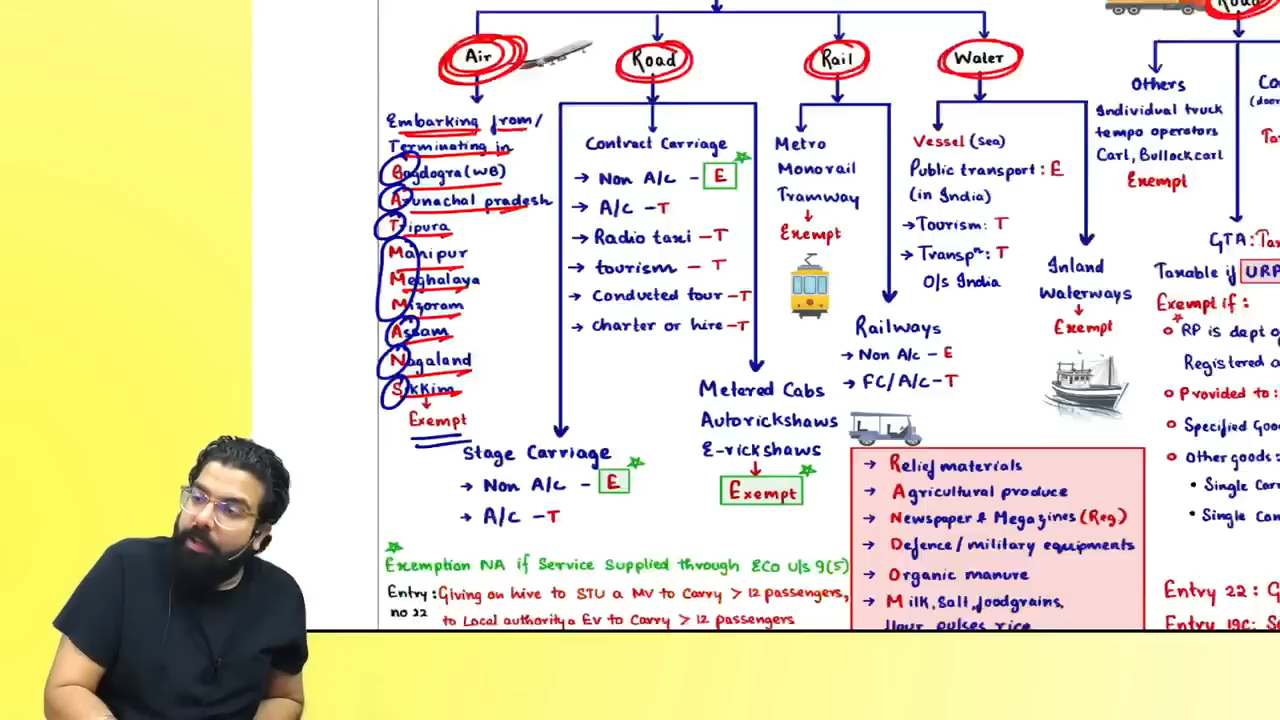 Air
Road
Rail
Water
Road
Embarking from/
Terminating in
Bagdogra (WB)
Arunachal pradesh
Tripura
Manipur
Meghalaya
Mizoram
Assam
Nagaland
Sikkim
Exempt
Contract Carriage
→ Non A/C - E
→ A/C - T
→ Radio taxi - T
→ tourism - T
→ Conducted tour - T
→ Charter or hire - T
Stage Carriage
→ Non A/C - E
→ A/C - T
Metered Cabs
Autorickshaws
E-rickshaws
Exempt
Metro
Monorail
Tramway
Exempt
Railways
→ Non A/C - E
→ FC/A/C - T
Vessel (Sea)
Public transport : E
(in India)
→ Tourism: T
→ Transpⁿ: T
O/s India
Inland
Waterways
Exempt
Others
Individual truck
tempo operators
Cart, Bullockcart
Exempt
GTA:
Taxable if URP
Exempt if :
RP is dept
Registered
Provided to:
Specified
Other goods:
• Single
• Single
→ Relief materials
→ Agricultural produce
→ Newspaper & Megazines (Reg)
→ Defence/military equipments
→ Organic manure
→ Milk, Salt, foodgrains,
flour, pulses, rice
Exemption NA if Service Supplied through ECO u/s 9(5)
Entry : Giving on hire to STU a MV to Carry > 12 passengers,
no 22 to Local authority a EV to Carry > 12 passengers
Entry 22 :
Entry 19C: